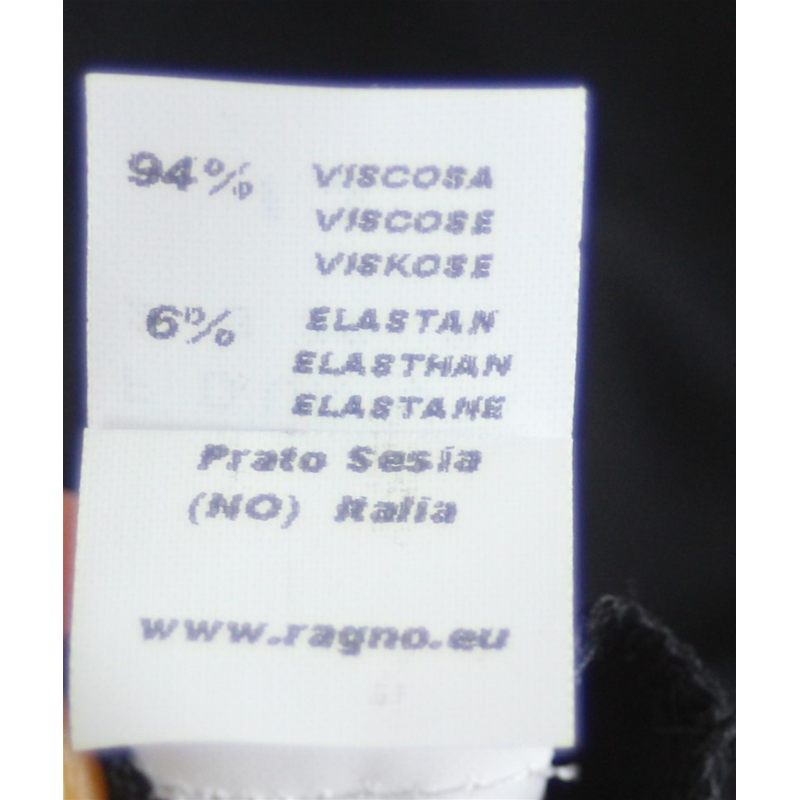 94% VISCOSA
VISCOSE
VISKOSE
6% ELASTAN
ELASTHAN
ELASTANE
Prato Sesia
(NO) Italia
www.ragno.eu